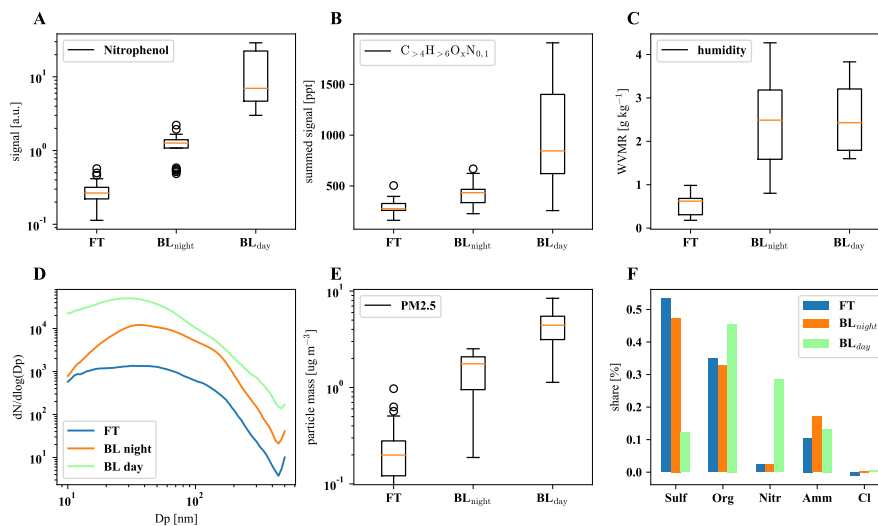 A
Nitrophenol
signal [a.u.]
10¹
10⁰
10⁻¹
FT
BLnight
BLday
B
C>4H>6OxN0,1
summed signal [ppt]
1500
1000
500
FT
BLnight
BLday
C
humidity
WVMR [g kg⁻¹]
4
3
2
1
0
FT
BLnight
BLday
D
dN/dlog(Dp)
10⁴
10³
10²
10¹
FT
BL night
BL day
10¹
10²
Dp [nm]
E
PM2.5
particle mass [ug m⁻³]
10¹
10⁰
10⁻¹
FT
BLnight
BLday
F
FT
BLnight
BLday
share [%]
0.5
0.4
0.3
0.2
0.1
0.0
Sulf
Org
Nitr
Amm
Cl